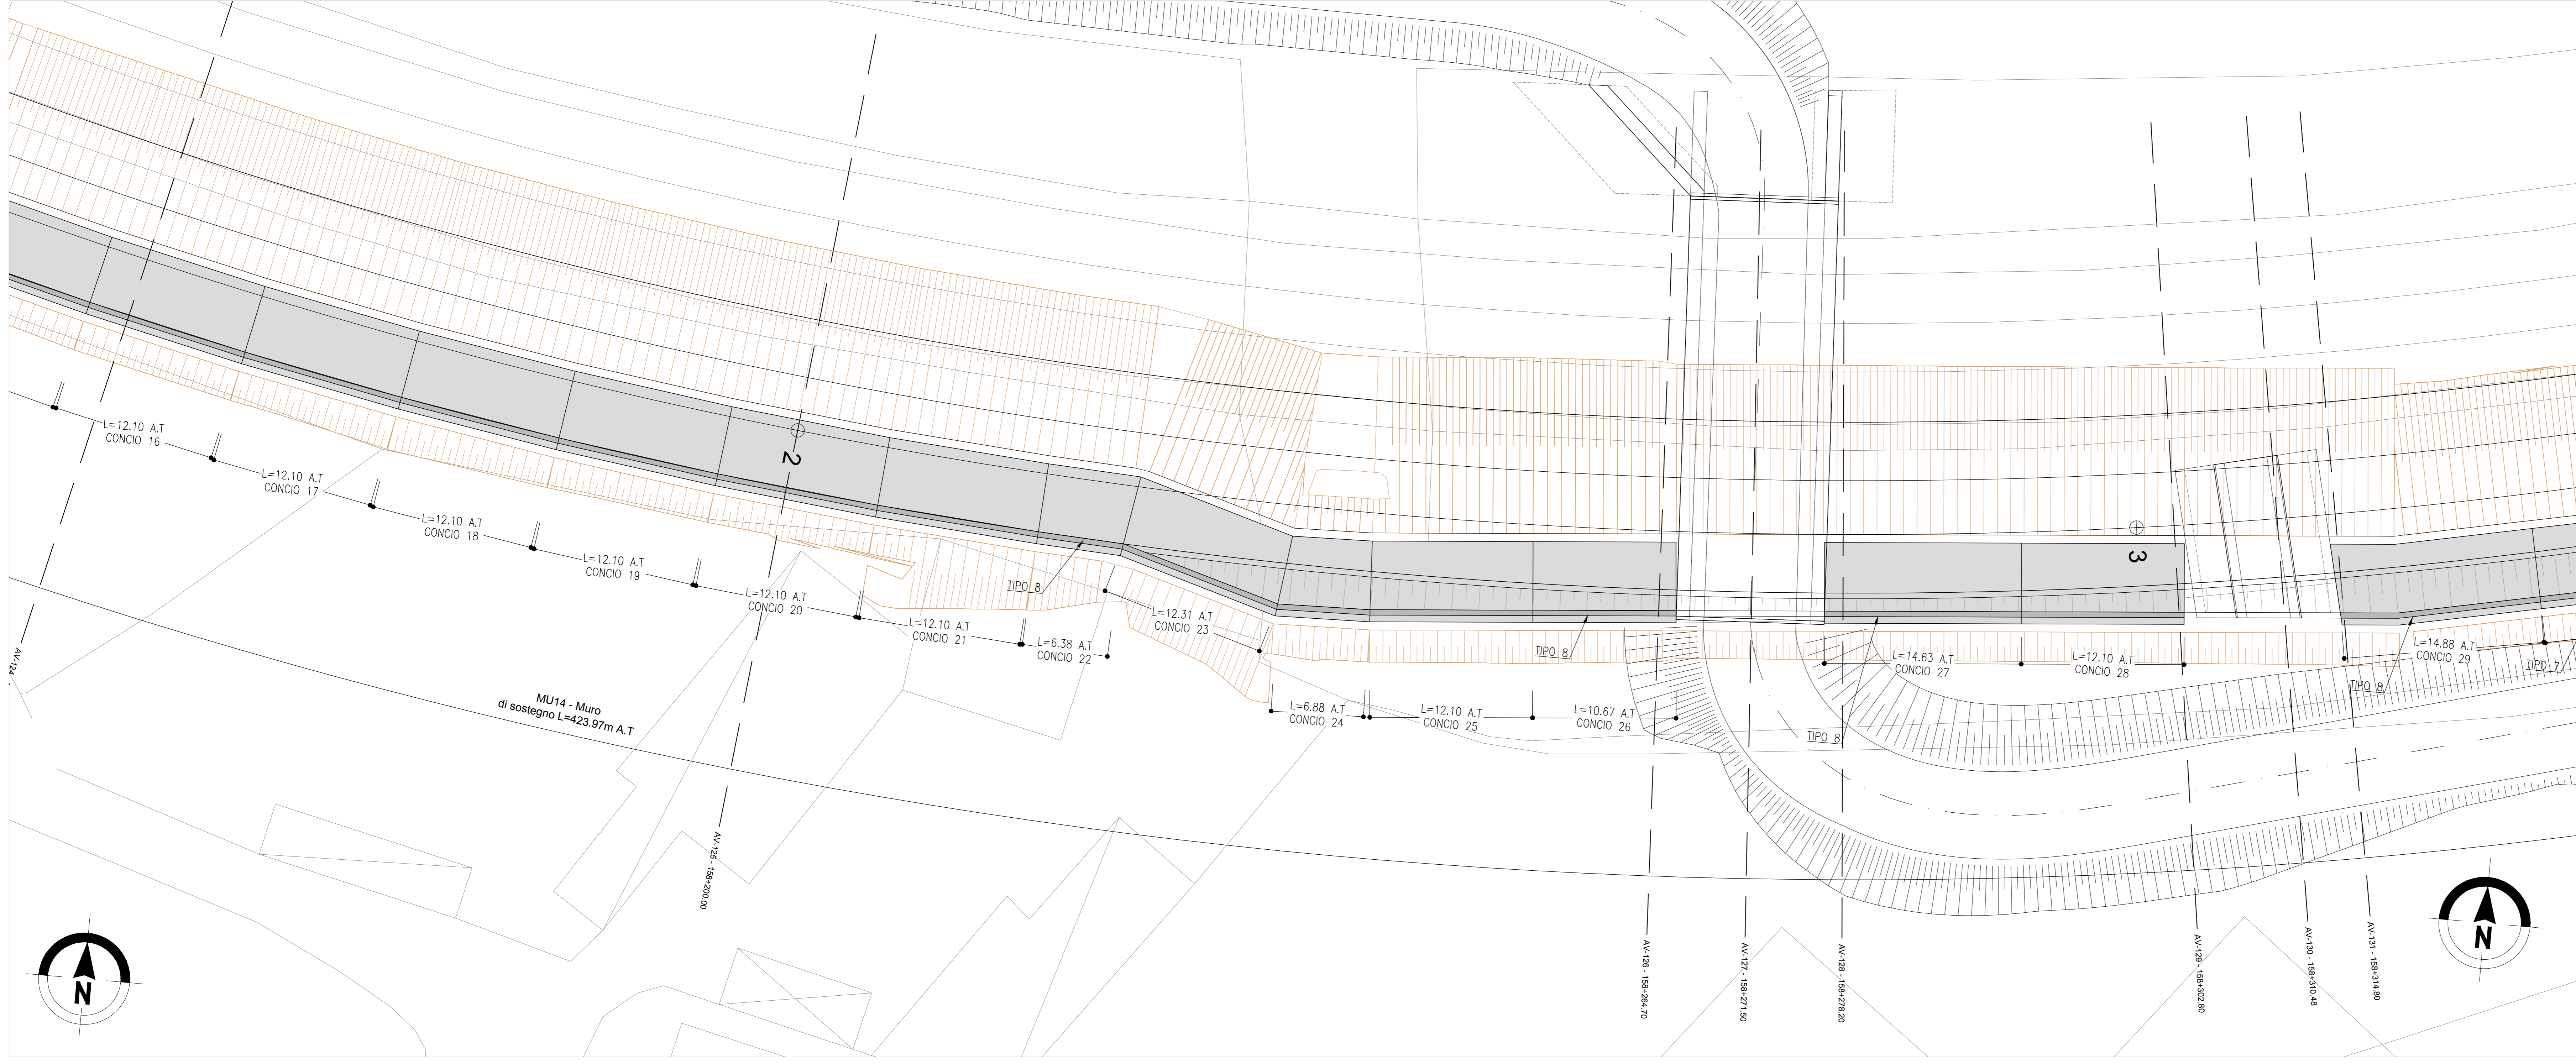 L=12.10 A.T
CONCIO 16
L=12.10 A.T
CONCIO 17
L=12.10 A.T
CONCIO 18
L=12.10 A.T
CONCIO 19
L=12.10 A.T
CONCIO 20
L=12.10 A.T
CONCIO 21
L=6.38 A.T
CONCIO 22
L=12.31 A.T
CONCIO 23
L=6.88 A.T
CONCIO 24
L=12.10 A.T
CONCIO 25
L=10.67 A.T
CONCIO 26
L=14.63 A.T
CONCIO 27
L=12.10 A.T
CONCIO 28
L=14.88 A.T
CONCIO 29
2
3
TIPO 8
TIPO 8
TIPO 8
TIPO 8
TIPO 7
MU14 - Muro
di sostegno L=423.97m A.T
AV-124
AV-125 - 158+200.00
AV-126 - 158+264.70
AV-127 - 158+271.50
AV-128 - 158+278.20
AV-129 - 158+302.80
AV-130 - 158+310.48
AV-131 - 158+314.80
N
N